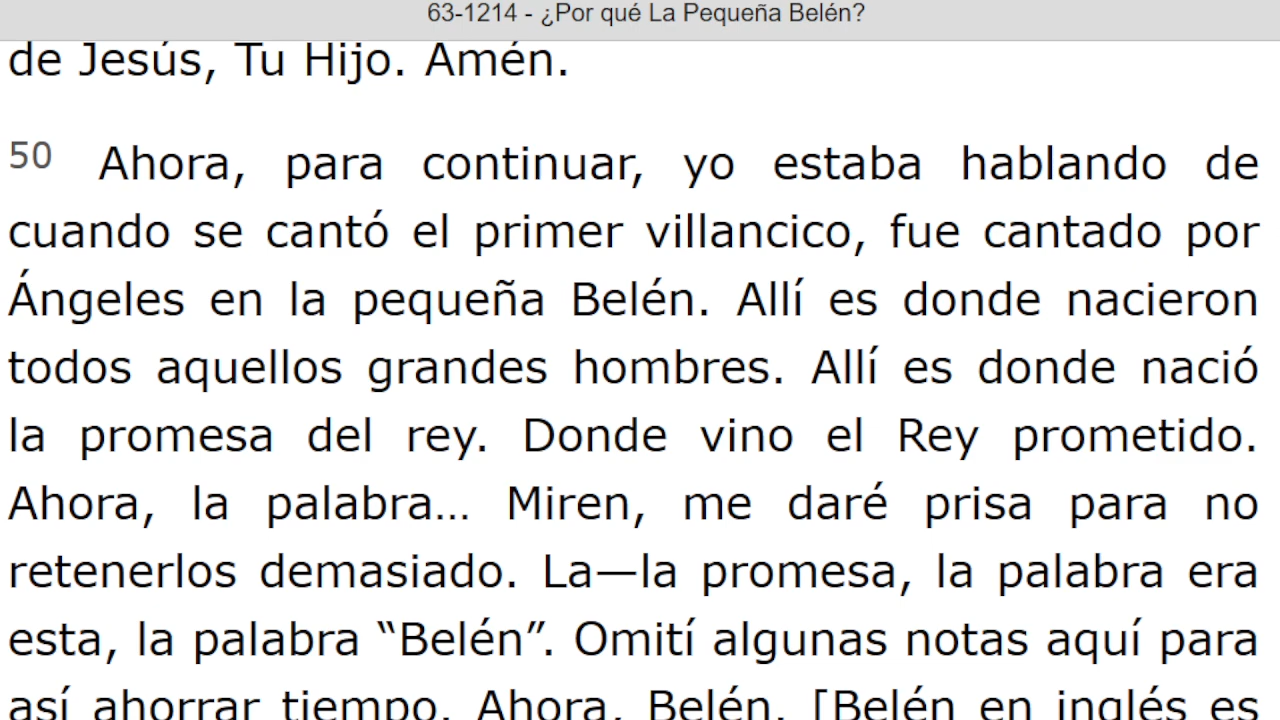 63-1214 - ¿Por qué La Pequeña Belén?
de Jesús, Tu Hijo. Amén.
50 Ahora, para continuar, yo estaba hablando de
cuando se cantó el primer villancico, fue cantado por
Ángeles en la pequeña Belén. Allí es donde nacieron
todos aquellos grandes hombres. Allí es donde nació
la promesa del rey. Donde vino el Rey prometido.
Ahora, la palabra… Miren, me daré prisa para no
retenerlos demasiado. La—la promesa, la palabra era
esta, la palabra “Belén”. Omití algunas notas aquí para
así ahorrar tiempo. Ahora, Belén. [Belén en inglés es